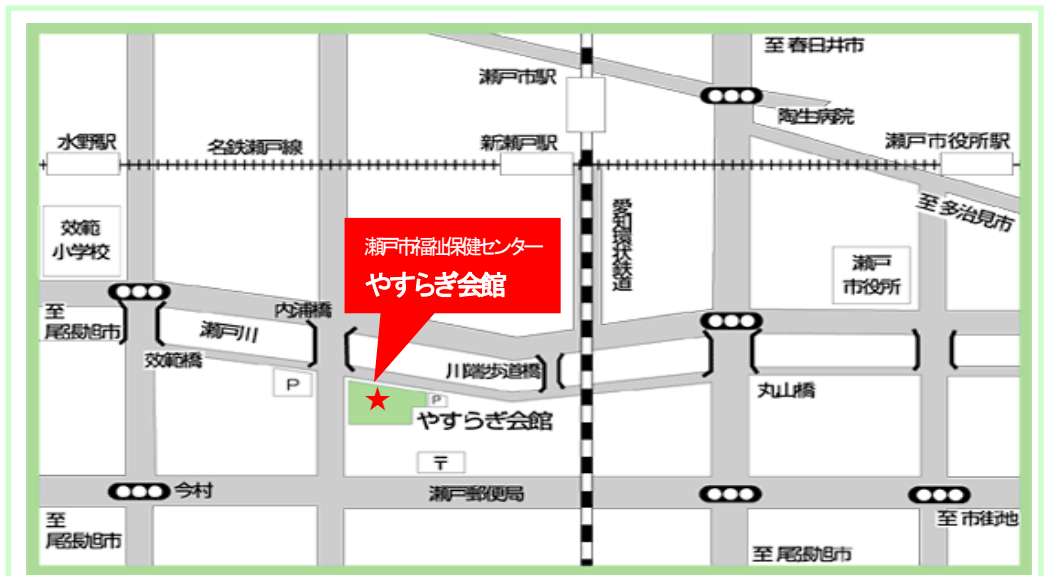 至 春日井市
瀬戸市駅
陶生病院
水野駅
名鉄瀬戸線
新瀬戸駅
瀬戸市役所駅
至 多治見市
愛知環状鉄道
効範
小学校
瀬戸市福祉保健センター
やすらぎ会館
瀬戸
市役所
至
尾張旭市
内浦橋
瀬戸川
効範橋
川端歩道橋
丸山橋
P
P
やすらぎ会館
〒
今村
瀬戸郵便局
至
尾張旭市
至 市街地
至 尾張旭市